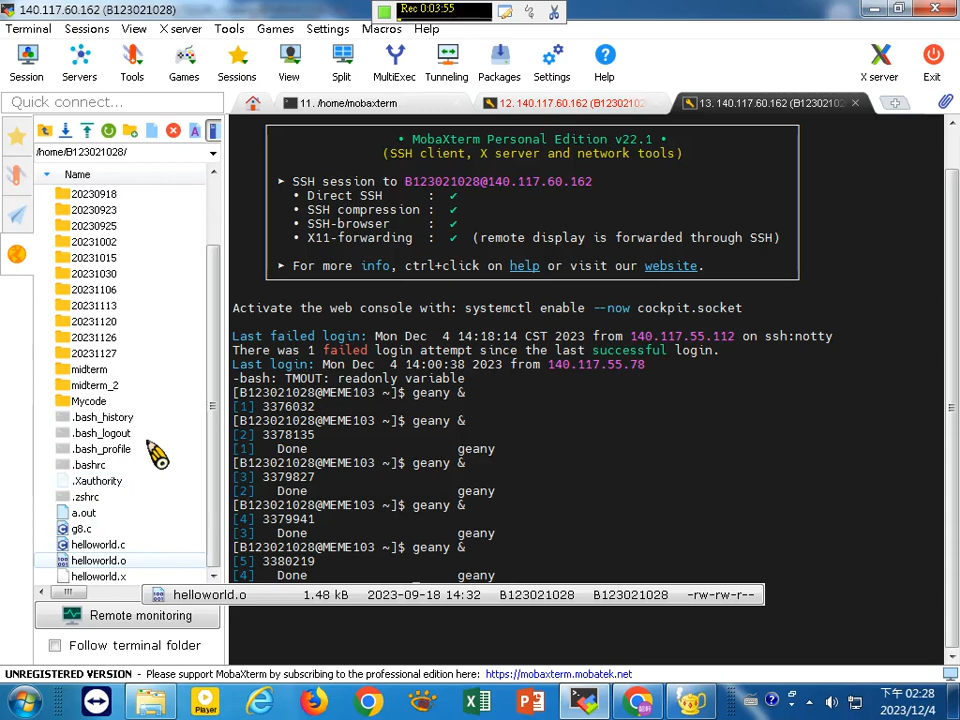 140.117.60.162 (B123021028)
Rec 0:03:55
Terminal Sessions View X server Tools Games Settings Macros Help
Session Servers Tools Games Sessions View Split MultiExec Tunneling Packages Settings Help X server Exit
Quick connect...
11. /home/mobaxterm
12. 140.117.60.162 (B123021028)
13. 140.117.60.162 (B123021028)
/home/B123021028/
Name
20230918
20230923
20230925
20231002
20231015
20231030
20231106
20231113
20231120
20231126
20231127
midterm
midterm_2
Mycode
.bash_history
.bash_logout
.bash_profile
.bashrc
.Xauthority
.zshrc
a.out
g8.c
helloworld.c
helloworld.o
helloworld.x
• MobaXterm Personal Edition v22.1 •
(SSH client, X server and network tools)
➤ SSH session to B123021028@140.117.60.162
• Direct SSH : ✔
• SSH compression : ✔
• SSH-browser : ✔
• X11-forwarding : ✔ (remote display is forwarded through SSH)
➤ For more info, ctrl+click on help or visit our website.
Activate the web console with: systemctl enable --now cockpit.socket
Last failed login: Mon Dec  4 14:18:14 CST 2023 from 140.117.55.112 on ssh:notty
There was 1 failed login attempt since the last successful login.
Last login: Mon Dec  4 14:00:38 2023 from 140.117.55.78
-bash: TMOUT: readonly variable
[B123021028@MEME103 ~]$ geany &
[1] 3376032
[B123021028@MEME103 ~]$ geany &
[2] 3378135
[1]   Done                    geany
[B123021028@MEME103 ~]$ geany &
[3] 3379827
[2]   Done                    geany
[B123021028@MEME103 ~]$ geany &
[4] 3379941
[3]   Done                    geany
[B123021028@MEME103 ~]$ geany &
[5] 3380219
[4]   Done                    geany
helloworld.o 1.48 kB 2023-09-18 14:32 B123021028 B123021028 -rw-rw-r--
Remote monitoring
Follow terminal folder
UNREGISTERED VERSION - Please support MobaXterm by subscribing to the professional edition here: https://mobaxterm.mobatek.net
Player
下午 02:28
2023/12/4